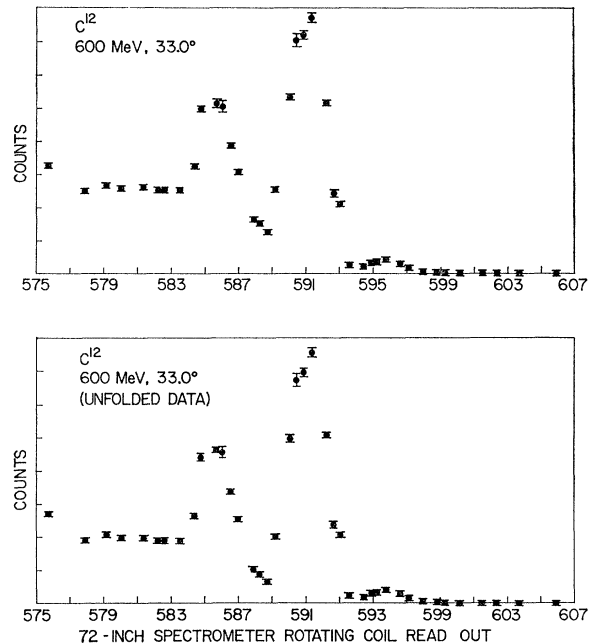 C12
600 MeV, 33.0°
COUNTS
575 579 583 587 591 595 599 603 607
C12
600 MeV, 33.0°
(UNFOLDED DATA)
COUNTS
575 579 583 587 591 595 599 603 607
72-INCH SPECTROMETER ROTATING COIL READ OUT